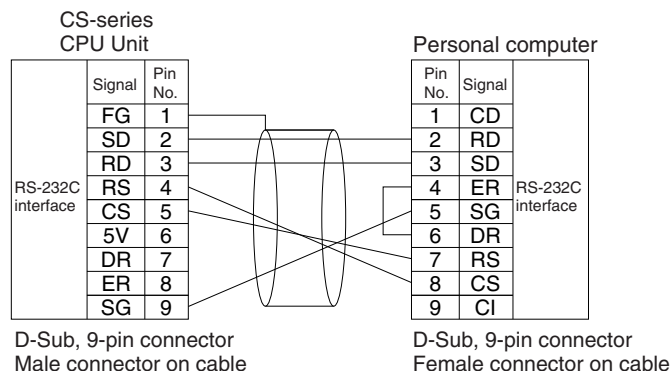 CS-series
CPU Unit
Personal computer
Signal Pin No. Pin No. Signal
FG 1 1 CD
SD 2 2 RD
RD 3 3 SD
RS 4 4 ER
CS 5 5 SG
5V 6 6 DR
DR 7 7 RS
ER 8 8 CS
SG 9 9 CI
RS-232C
interface
RS-232C
interface
D-Sub, 9-pin connector
Male connector on cable
D-Sub, 9-pin connector
Female connector on cable